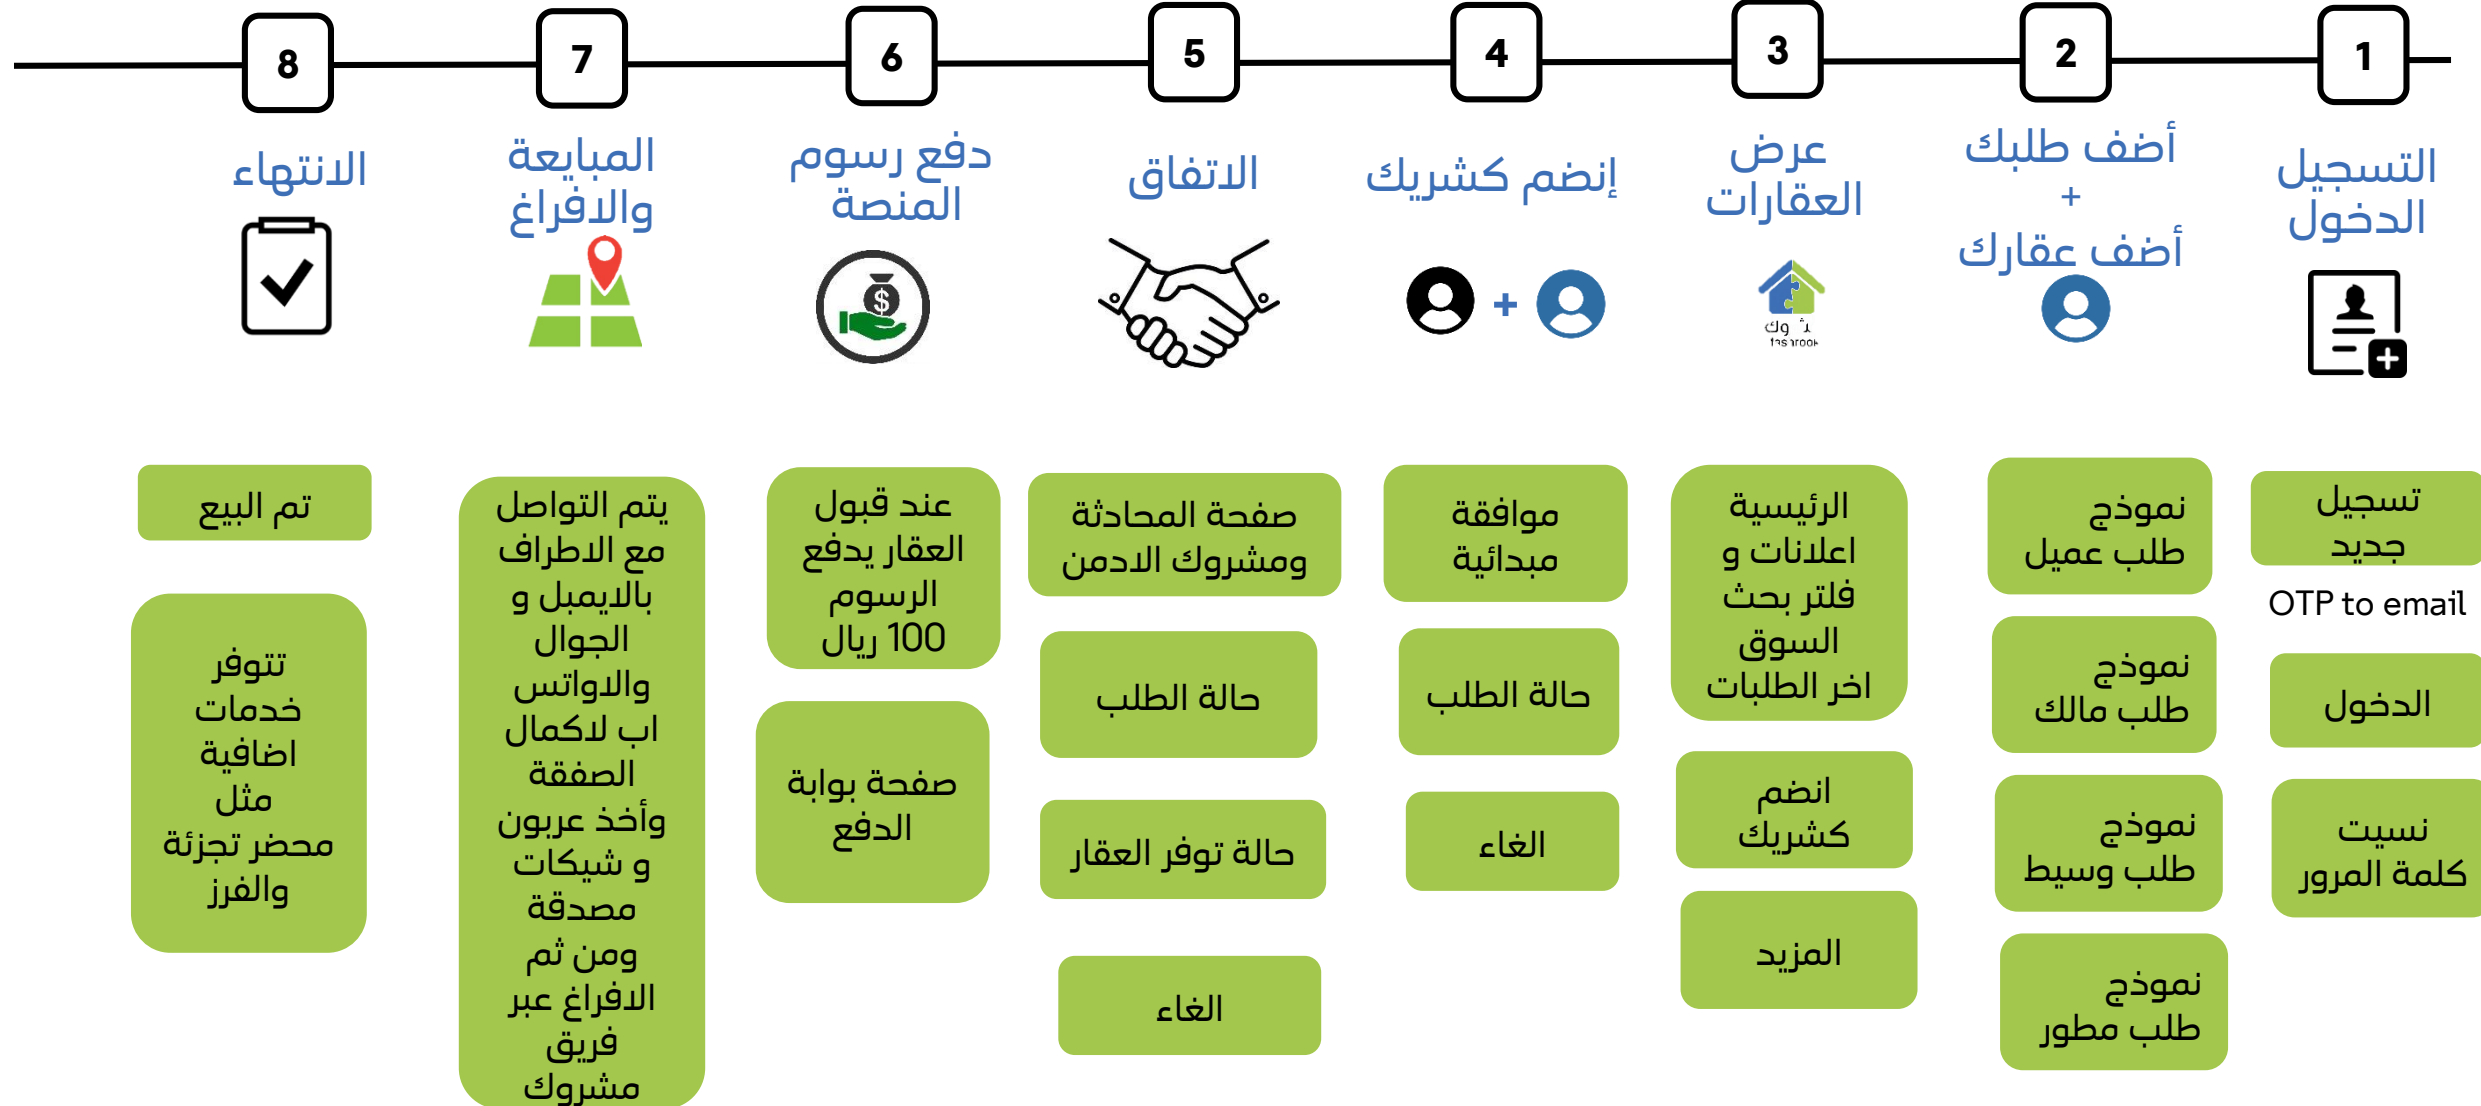 1
التسجيل
الدخول
تسجيل
جديد
OTP to email
الدخول
نسيت
كلمة المرور
2
أضف طلبك
+
أضف عقارك
نموذج
طلب عميل
نموذج
طلب مالك
نموذج
طلب وسيط
نموذج
طلب مطور
3
عرض
العقارات
الرئيسية
اعلانات و
فلتر بحث
السوق
اخر الطلبات
انضم
كشريك
المزيد
4
إنضم كشريك
+
موافقة
مبدائية
حالة الطلب
الغاء
5
الاتفاق
صفحة المحادثة
ومشروك الادمن
حالة الطلب
حالة توفر العقار
الغاء
6
دفع رسوم
المنصة
$
عند قبول
العقار يدفع
الرسوم
100 ريال
صفحة بوابة
الدفع
7
المبايعة
والافراغ
يتم التواصل
مع الاطراف
بالايمبل و
الجوال
والاواتس
اب لاكمال
الصفقة
وأخذ عربون
و شيكات
مصدقة
ومن ثم
الافراغ عبر
فريق
مشروك
8
الانتهاء
تم البيع
تتوفر
خدمات
اضافية
مثل
محضر تجزئة
والفرز